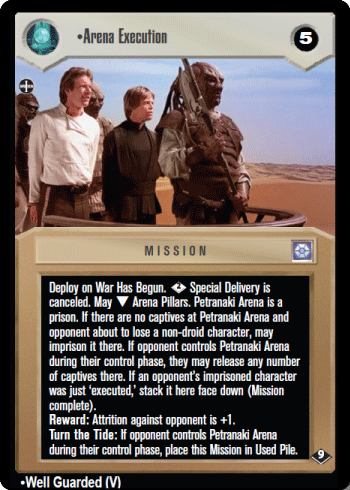 •Arena Execution
5
MISSION
Deploy on War Has Begun. Special Delivery is
canceled. May ▼ Arena Pillars. Petranaki Arena is a
prison. If there are no captives at Petranaki Arena and
opponent about to lose a non-droid character, may
imprison it there. If opponent controls Petranaki Arena
during their control phase, they may release any number
of captives there. If an opponent's imprisoned character
was just 'executed,' stack it here face down (Mission
complete).
Reward: Attrition against opponent is +1.
Turn the Tide: If opponent controls Petranaki Arena
during their control phase, place this Mission in Used Pile.
9
•Well Guarded (V)